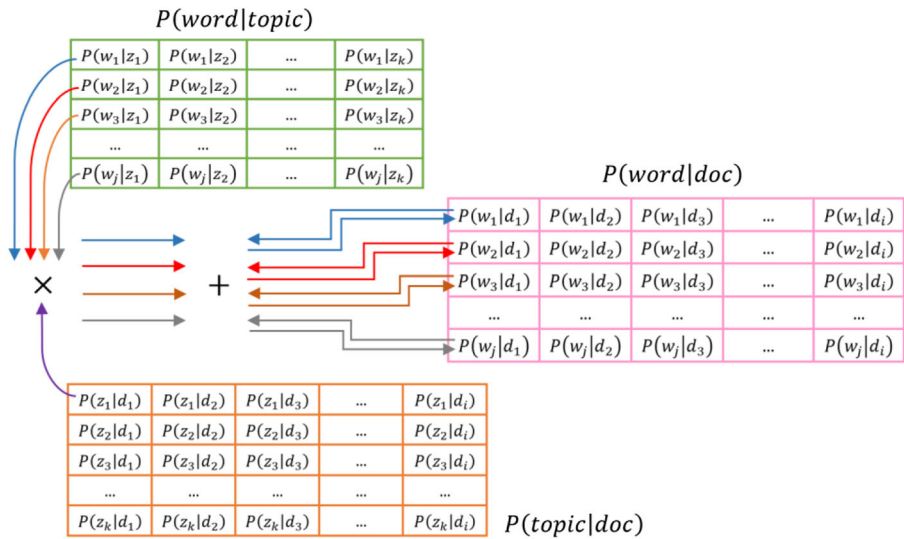 P(word|topic)
P(w₁|z₁) P(w₁|z₂) ... P(w₁|zₖ)
P(w₂|z₁) P(w₂|z₂) ... P(w₂|zₖ)
P(w₃|z₁) P(w₃|z₂) ... P(w₃|zₖ)
... ... ... ...
P(wⱼ|z₁) P(wⱼ|z₂) ... P(wⱼ|zₖ)
P(word|doc)
P(w₁|d₁) P(w₁|d₂) P(w₁|d₃) ... P(w₁|dᵢ)
P(w₂|d₁) P(w₂|d₂) P(w₂|d₃) ... P(w₂|dᵢ)
P(w₃|d₁) P(w₃|d₂) P(w₃|d₃) ... P(w₃|dᵢ)
... ... ... ... ...
P(wⱼ|d₁) P(wⱼ|d₂) P(wⱼ|d₃) ... P(wⱼ|dᵢ)
× +
P(z₁|d₁) P(z₁|d₂) P(z₁|d₃) ... P(z₁|dᵢ)
P(z₂|d₁) P(z₂|d₂) P(z₂|d₃) ... P(z₂|dᵢ)
P(z₃|d₁) P(z₃|d₂) P(z₃|d₃) ... P(z₃|dᵢ)
... ... ... ... ...
P(zₖ|d₁) P(zₖ|d₂) P(zₖ|d₃) ... P(zₖ|dᵢ)
P(topic|doc)